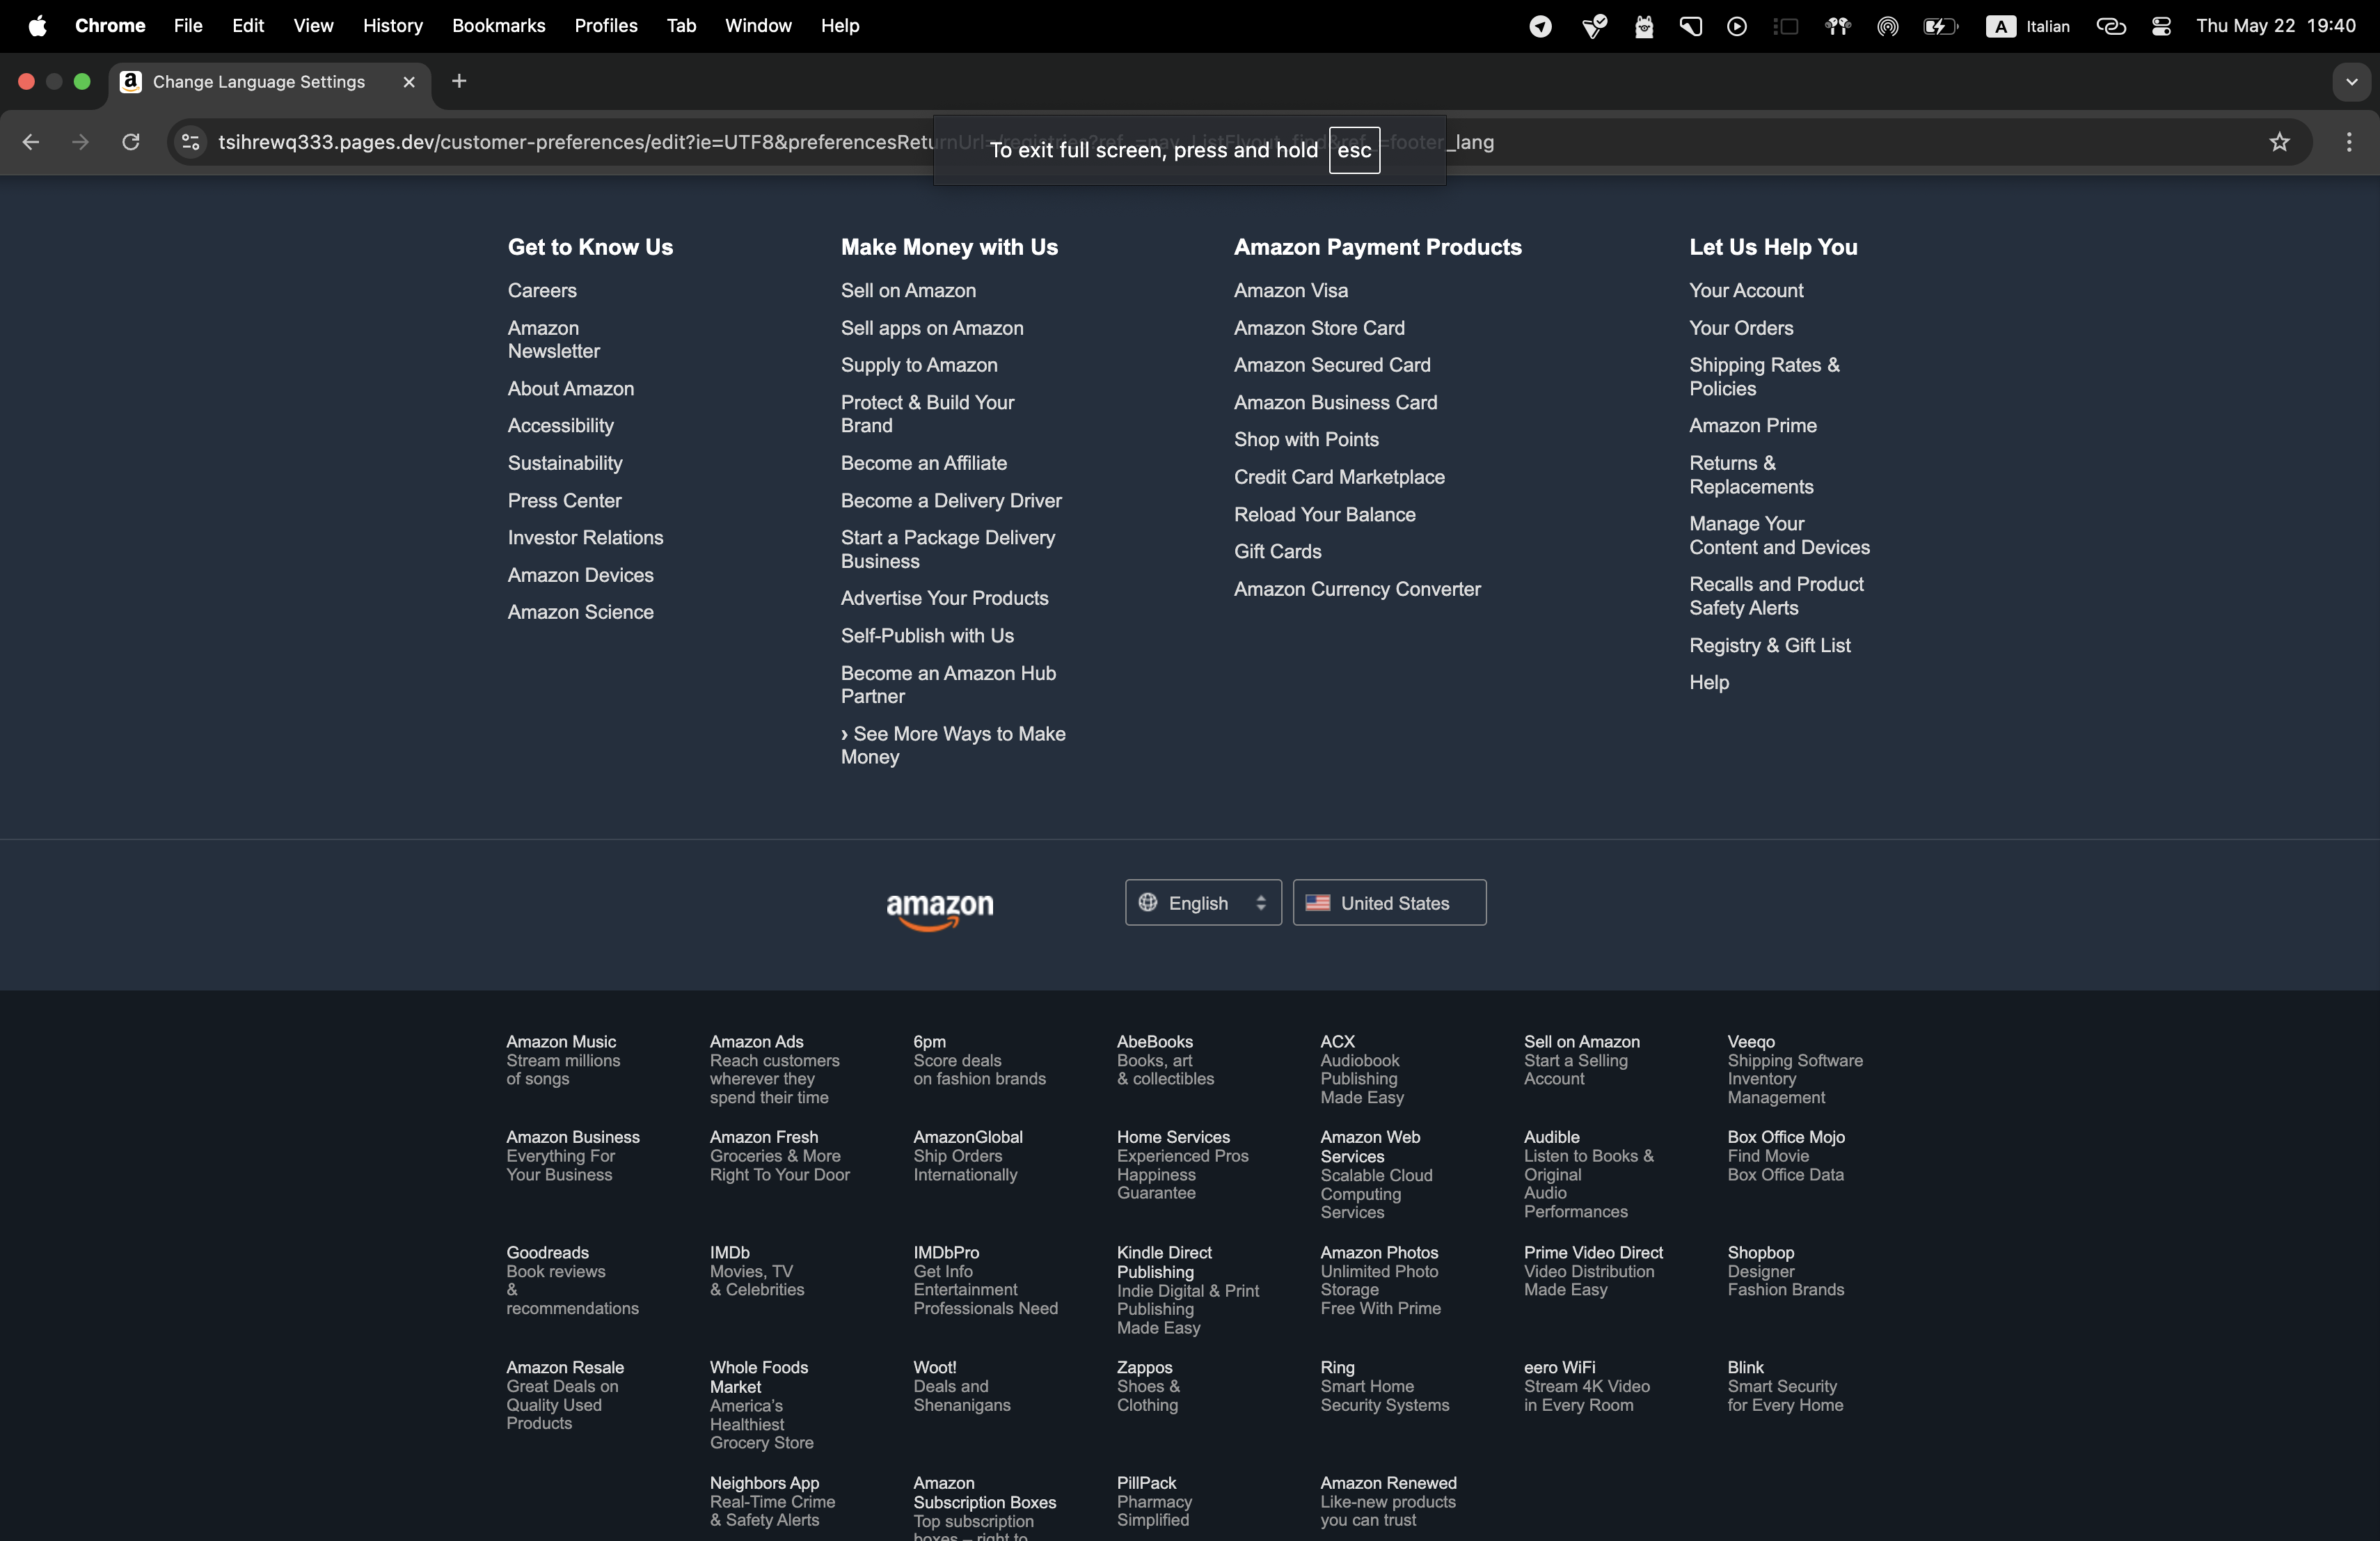 Chrome File Edit View History Bookmarks Profiles Tab Window Help A Italian Thu May 22 19:40
a Change Language Settings
tsihrewq333.pages.dev/customer-preferences/edit?ie=UTF8&preferencesReturnUrl=/registries?ref_=nav_ListFlyout_find&ref_=footer_lang
To exit full screen, press and hold esc
Get to Know Us
Careers
Amazon
Newsletter
About Amazon
Accessibility
Sustainability
Press Center
Investor Relations
Amazon Devices
Amazon Science
Make Money with Us
Sell on Amazon
Sell apps on Amazon
Supply to Amazon
Protect & Build Your
Brand
Become an Affiliate
Become a Delivery Driver
Start a Package Delivery
Business
Advertise Your Products
Self-Publish with Us
Become an Amazon Hub
Partner
› See More Ways to Make
Money
Amazon Payment Products
Amazon Visa
Amazon Store Card
Amazon Secured Card
Amazon Business Card
Shop with Points
Credit Card Marketplace
Reload Your Balance
Gift Cards
Amazon Currency Converter
Let Us Help You
Your Account
Your Orders
Shipping Rates &
Policies
Amazon Prime
Returns &
Replacements
Manage Your
Content and Devices
Recalls and Product
Safety Alerts
Registry & Gift List
Help
amazon
English
United States
Amazon Music
Stream millions
of songs
Amazon Ads
Reach customers
wherever they
spend their time
6pm
Score deals
on fashion brands
AbeBooks
Books, art
& collectibles
ACX
Audiobook
Publishing
Made Easy
Sell on Amazon
Start a Selling
Account
Veeqo
Shipping Software
Inventory
Management
Amazon Business
Everything For
Your Business
Amazon Fresh
Groceries & More
Right To Your Door
AmazonGlobal
Ship Orders
Internationally
Home Services
Experienced Pros
Happiness
Guarantee
Amazon Web
Services
Scalable Cloud
Computing
Services
Audible
Listen to Books &
Original
Audio
Performances
Box Office Mojo
Find Movie
Box Office Data
Goodreads
Book reviews
&
recommendations
IMDb
Movies, TV
& Celebrities
IMDbPro
Get Info
Entertainment
Professionals Need
Kindle Direct
Publishing
Indie Digital & Print
Publishing
Made Easy
Amazon Photos
Unlimited Photo
Storage
Free With Prime
Prime Video Direct
Video Distribution
Made Easy
Shopbop
Designer
Fashion Brands
Amazon Resale
Great Deals on
Quality Used
Products
Whole Foods
Market
America's
Healthiest
Grocery Store
Woot!
Deals and
Shenanigans
Zappos
Shoes &
Clothing
Ring
Smart Home
Security Systems
eero WiFi
Stream 4K Video
in Every Room
Blink
Smart Security
for Every Home
Neighbors App
Real-Time Crime
& Safety Alerts
Amazon
Subscription Boxes
Top subscription
boxes – right to
PillPack
Pharmacy
Simplified
Amazon Renewed
Like-new products
you can trust